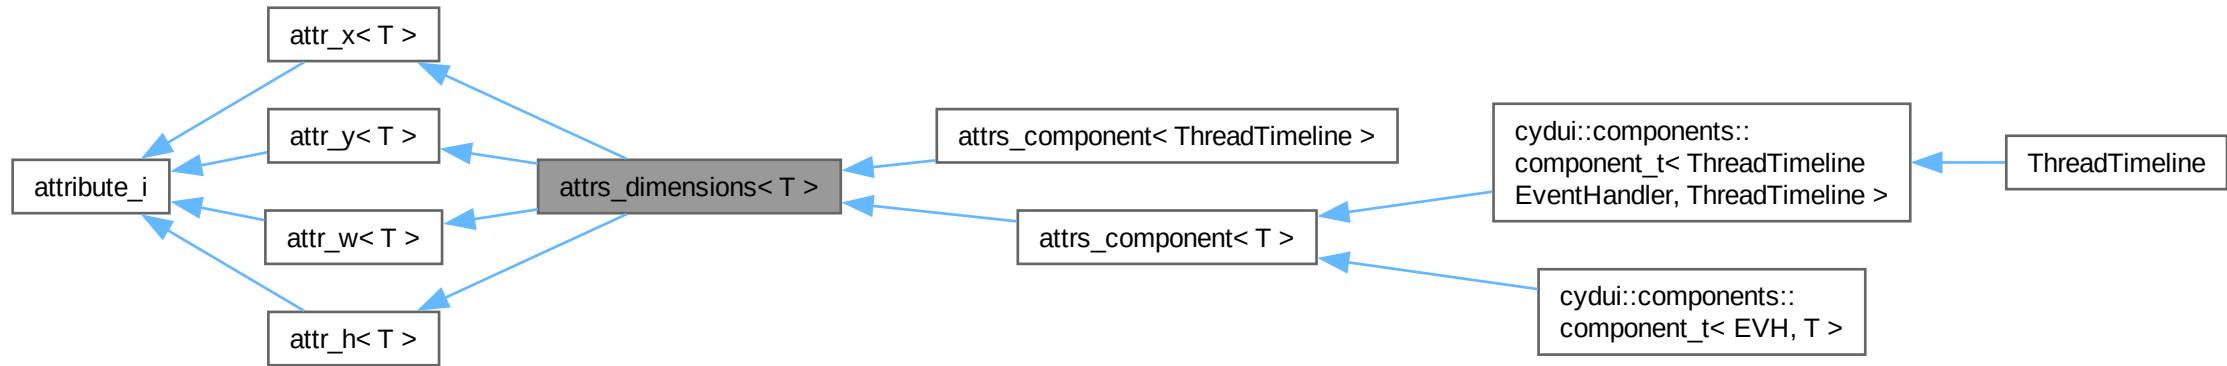 attribute_i
attr_x< T >
attr_y< T >
attr_w< T >
attr_h< T >
attrs_dimensions< T >
attrs_component< ThreadTimeline >
attrs_component< T >
cydui::components::
component_t< ThreadTimeline
EventHandler, ThreadTimeline >
cydui::components::
component_t< EVH, T >
ThreadTimeline